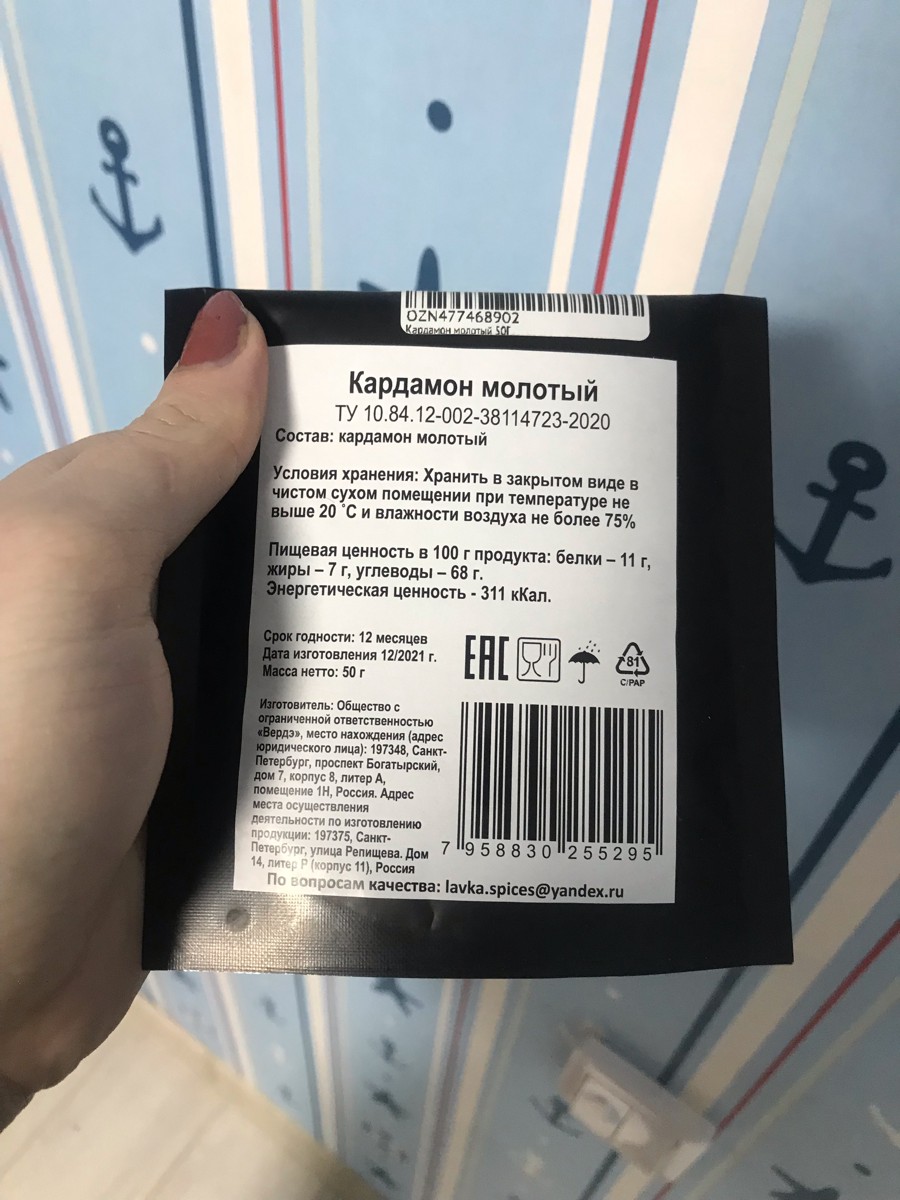 OZN477468902
Кардамон молотый 50Г
Кардамон молотый
ТУ 10.84.12-002-38114723-2020
Состав: кардамон молотый
Условия хранения: Хранить в закрытом виде в
чистом сухом помещении при температуре не
выше 20 ˚С и влажности воздуха не более 75%
Пищевая ценность в 100 г продукта: белки – 11 г,
жиры – 7 г, углеводы – 68 г.
Энергетическая ценность - 311 кКал.
Срок годности: 12 месяцев
Дата изготовления 12/2021 г.
Масса нетто: 50 г
EAC
81
C/PAP
Изготовитель: Общество с
ограниченной ответственностью
«Вердэ», место нахождения (адрес
юридического лица): 197348, Санкт-
Петербург, проспект Богатырский,
дом 7, корпус 8, литер А,
помещение 1Н, Россия. Адрес
места осуществления
деятельности по изготовлению
продукции: 197375, Санкт-
Петербург, улица Репищева. Дом
14, литер Р (корпус 11), Россия
7 958830 255295
По вопросам качества: lavka.spices@yandex.ru